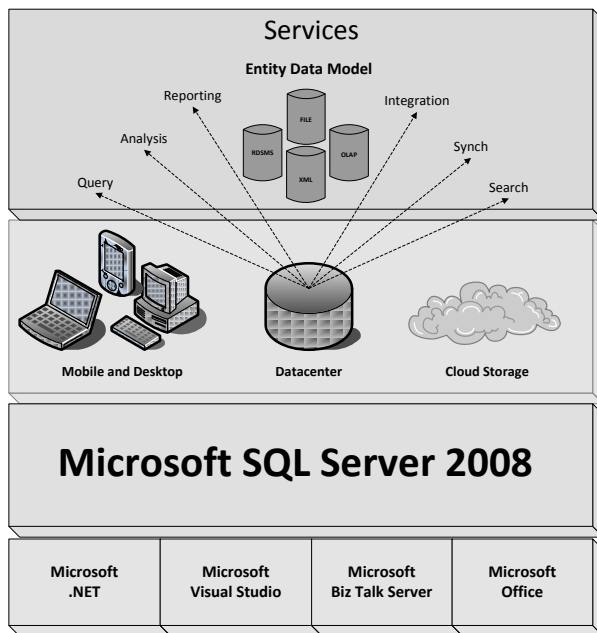 Services
Entity Data Model
Reporting
Integration
FILE
Analysis
Synch
RDSMS
OLAP
XML
Query
Search
Mobile and Desktop
Datacenter
Cloud Storage
Microsoft SQL Server 2008
Microsoft
.NET
Microsoft
Visual Studio
Microsoft
Biz Talk Server
Microsoft
Office